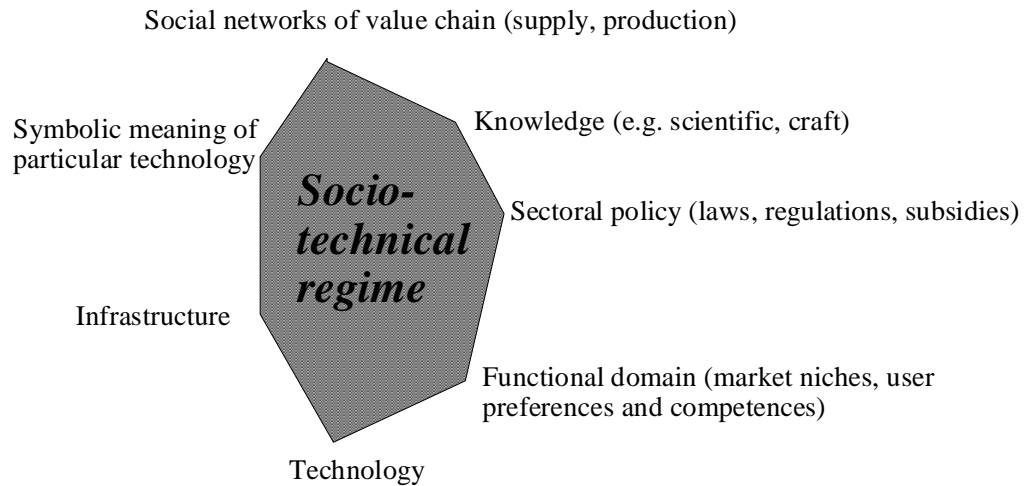 Social networks of value chain (supply, production)
Knowledge (e.g. scientific, craft)
Symbolic meaning of
particular technology
Socio-
technical
regime
Sectoral policy (laws, regulations, subsidies)
Infrastructure
Functional domain (market niches, user
preferences and competences)
Technology